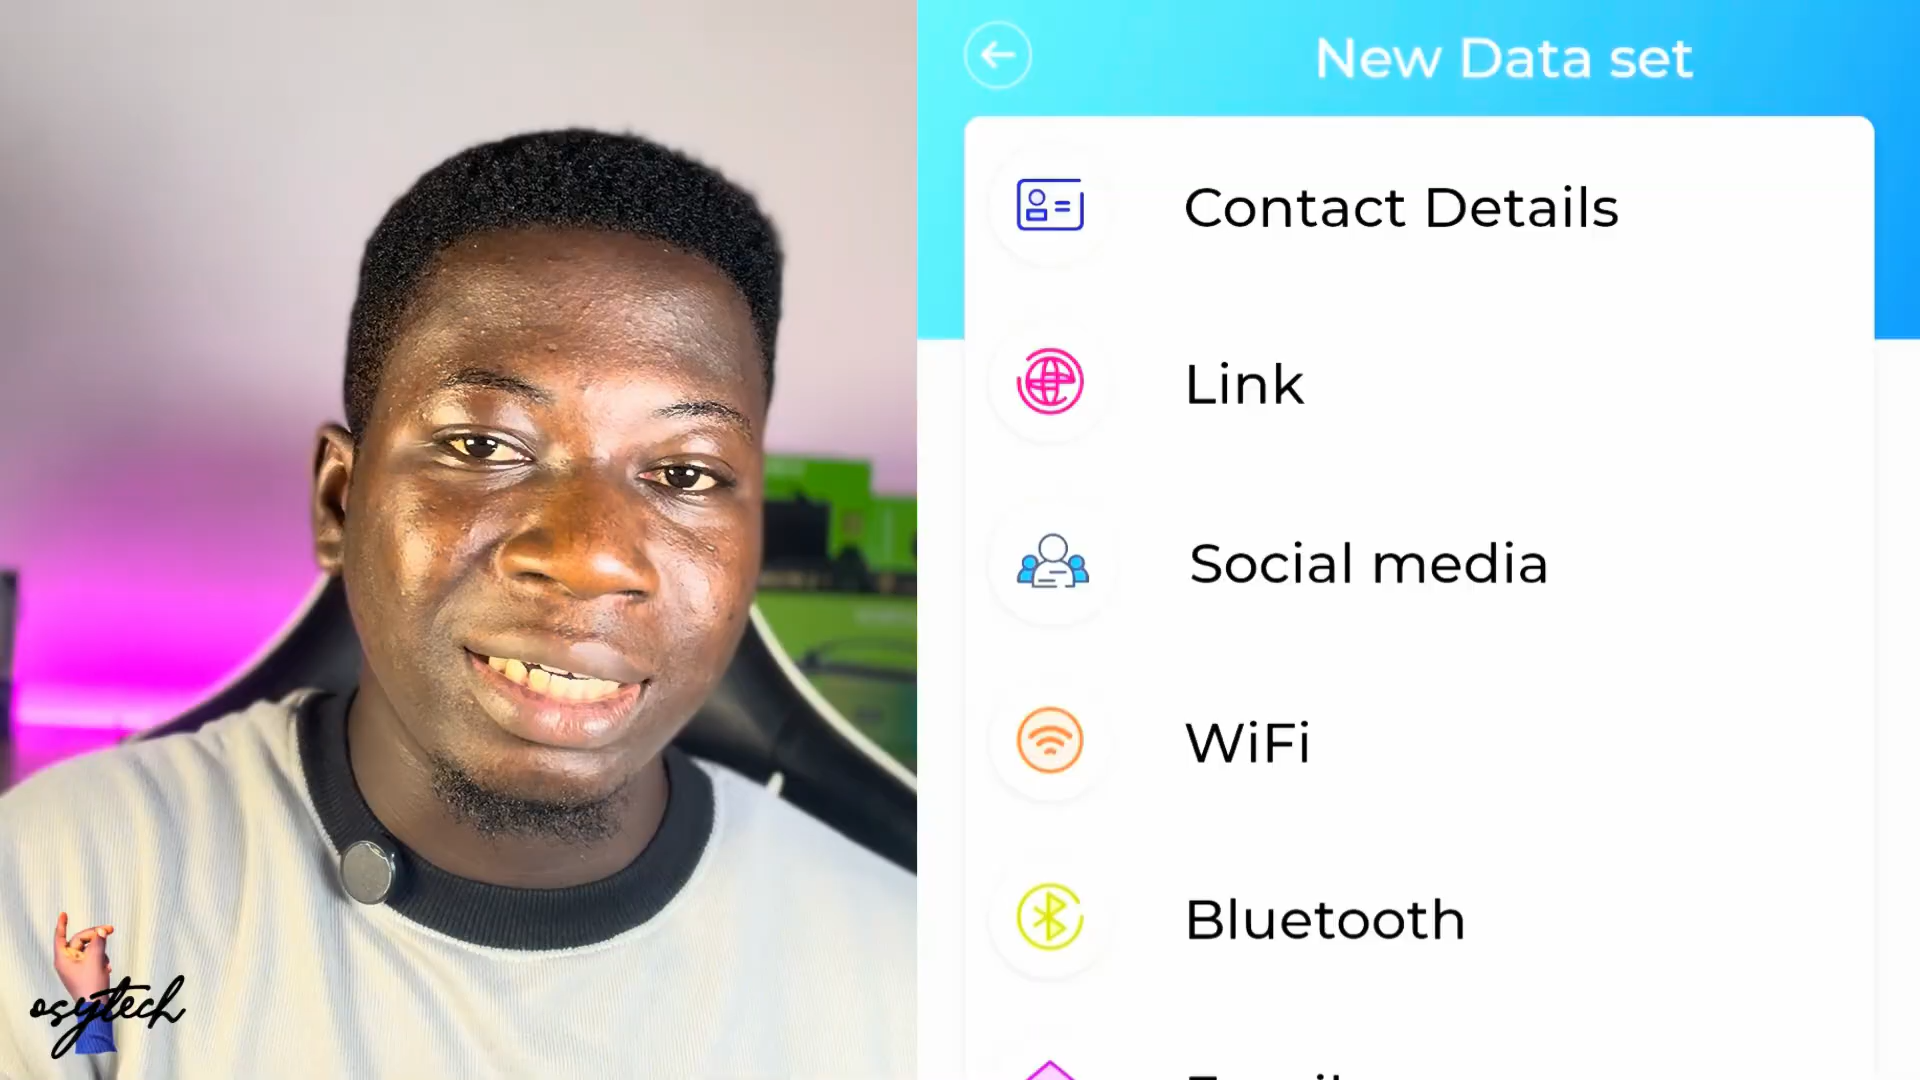 New Data set
Contact Details
Link
Social media
WiFi
Bluetooth
osytech